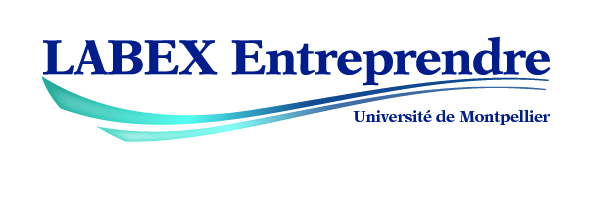 LABEX Entreprendre
Université de Montpellier